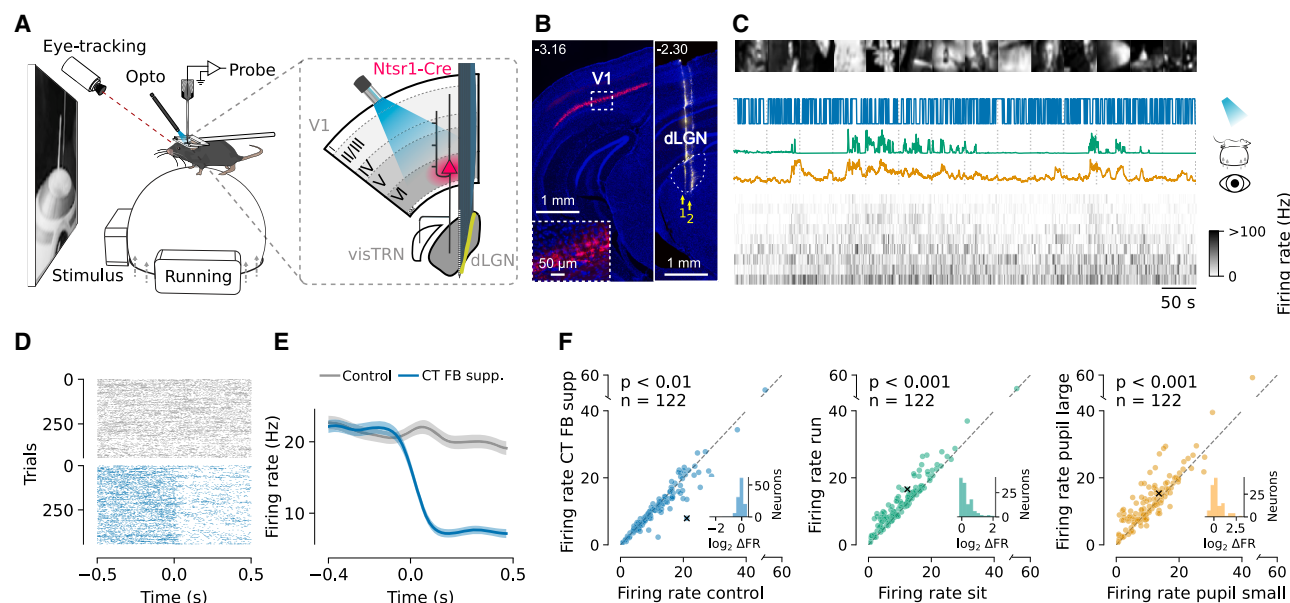 A
Eye-tracking
Opto
Probe
Stimulus
Running
Ntsr1-Cre
V1
II/III
IV
V
VI
visTRN
dLGN
B
-3.16
V1
1 mm
50 µm
-2.30
dLGN
1
2
1 mm
C
>100
0
Firing rate (Hz)
50 s
D
Trials
0
250
0
250
−0.5
0.0
0.5
Time (s)
E
Control
CT FB supp.
Firing rate (Hz)
20
10
−0.4
0.0
0.5
Time (s)
F
Firing rate CT FB supp
60
40
20
0
p < 0.01
n = 122
50
0
Neurons
−2
0
log₂ ΔFR
0
20
40
60
Firing rate control
Firing rate run
60
40
20
0
p < 0.001
n = 122
25
0
Neurons
0
2
log₂ ΔFR
0
20
40
60
Firing rate sit
Firing rate pupil large
60
40
20
0
p < 0.001
n = 122
25
0
Neurons
0
2.5
log₂ ΔFR
0
20
40
60
Firing rate pupil small